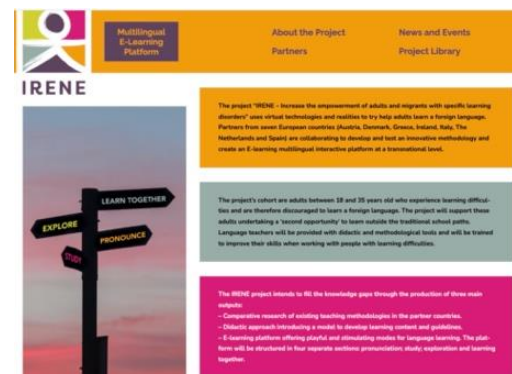 IRENE
Multilingual
E-Learning
Platform
About the Project
News and Events
Partners
Project Library
LEARN TOGETHER
EXPLORE
PRONOUNCE
STUDY
The project "IRENE – Increase the empowerment of adults and migrants with specific learning
disorders" uses virtual technologies and realities to try help adults learn a foreign language.
Partners from seven European countries (Austria, Denmark, Greece, Ireland, Italy, The
Netherlands and Spain) are collaborating to develop and test an innovative methodology and
create an E-learning multilingual interactive platform at a transnational level.
The project's cohort are adults between 18 and 35 years old who experience learning difficul-
ties and are therefore discouraged to learn a foreign language. The project will support these
adults undertaking a 'second opportunity' to learn outside the traditional school paths.
Language teachers will be provided with didactic and methodological tools and will be trained
to improve their skills when working with people with learning difficulties.
The IRENE project intends to fill the knowledge gaps through the production of three main
outputs:
– Comparative research of existing teaching methodologies in the partner countries.
– Didactic approach introducing a model to develop learning content and guidelines.
– E-learning platform offering playful and stimulating modes for language learning. The plat-
form will be structured in four separate sections: pronunciation; study; exploration and learning
together.